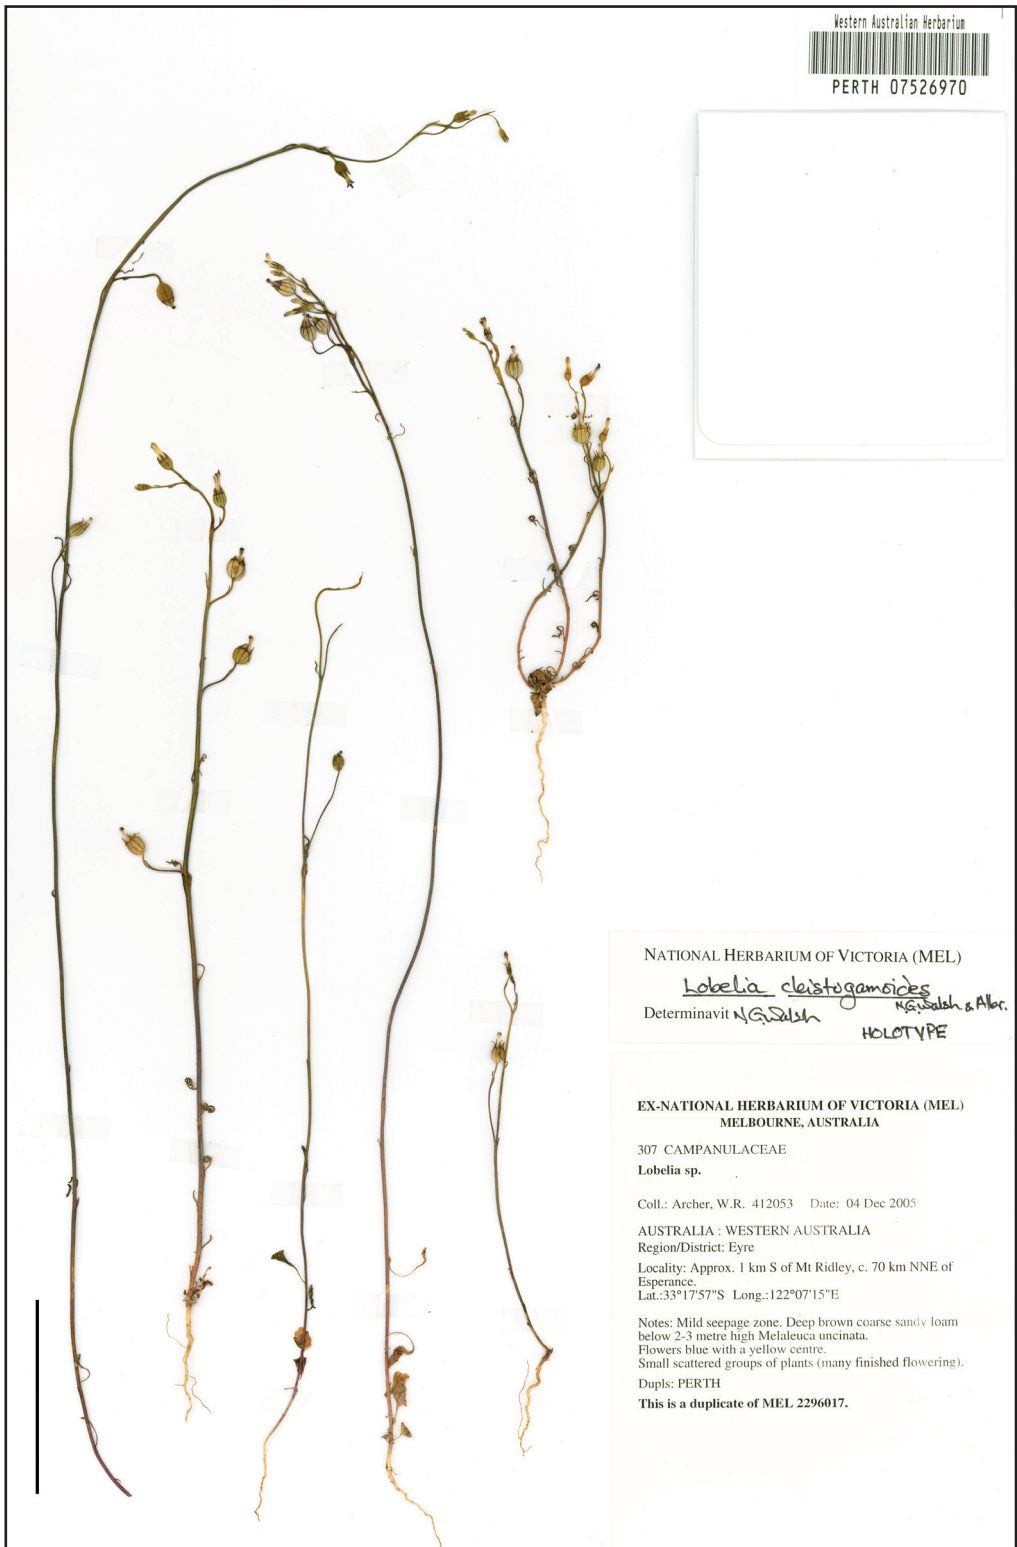 Western Australian Herbarium
PERTH 07526970
NATIONAL HERBARIUM OF VICTORIA (MEL)
Lobelia cleistogamoides
N.G.Walsh & Albr.
Determinavit N.G.Walsh
HOLOTYPE
EX-NATIONAL HERBARIUM OF VICTORIA (MEL)
MELBOURNE, AUSTRALIA
307 CAMPANULACEAE
Lobelia sp.
Coll.: Archer, W.R. 412053 Date: 04 Dec 2005
AUSTRALIA : WESTERN AUSTRALIA
Region/District: Eyre
Locality: Approx. 1 km S of Mt Ridley, c. 70 km NNE of
Esperance.
Lat.:33°17'57"S Long.:122°07'15"E
Notes: Mild seepage zone. Deep brown coarse sandy loam
below 2-3 metre high Melaleuca uncinata.
Flowers blue with a yellow centre.
Small scattered groups of plants (many finished flowering).
Dupls: PERTH
This is a duplicate of MEL 2296017.